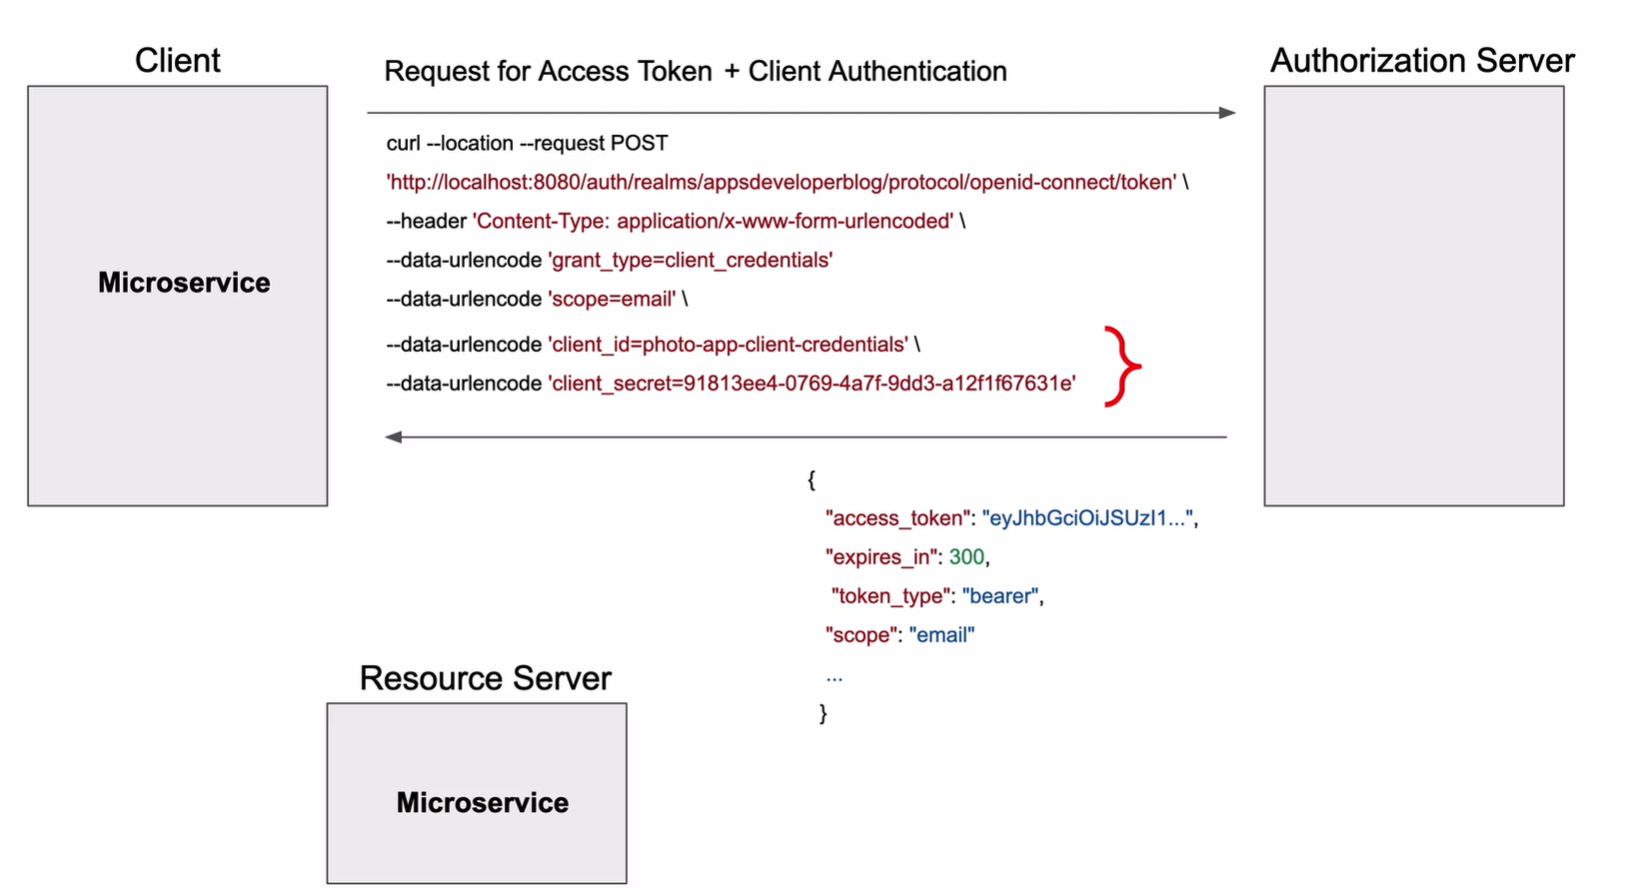 Client
Request for Access Token + Client Authentication
Authorization Server
curl --location --request POST
'http://localhost:8080/auth/realms/appsdeveloperblog/protocol/openid-connect/token' \
--header 'Content-Type: application/x-www-form-urlencoded' \
--data-urlencode 'grant_type=client_credentials'
--data-urlencode 'scope=email' \
--data-urlencode 'client_id=photo-app-client-credentials' \
--data-urlencode 'client_secret=91813ee4-0769-4a7f-9dd3-a12f1f67631e'
Microservice
{
"access_token": "eyJhbGciOiJSUzI1...",
"expires_in": 300,
"token_type": "bearer",
"scope": "email"
...
}
Resource Server
Microservice